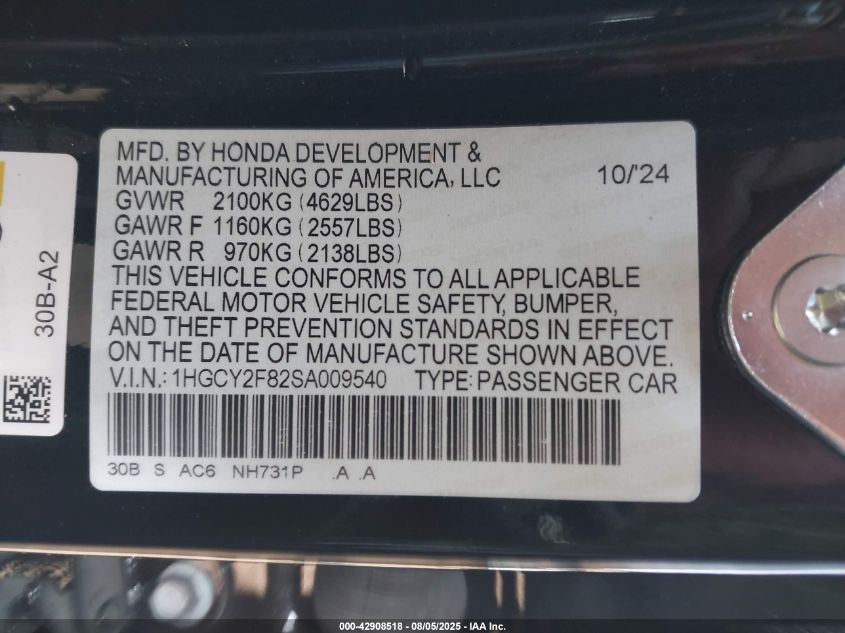 MFD. BY HONDA DEVELOPMENT &
MANUFACTURING OF AMERICA, LLC 10/'24
GVWR 2100KG (4629LBS)
GAWR F 1160KG (2557LBS)
GAWR R 970KG (2138LBS)
THIS VEHICLE CONFORMS TO ALL APPLICABLE
FEDERAL MOTOR VEHICLE SAFETY, BUMPER,
AND THEFT PREVENTION STANDARDS IN EFFECT
ON THE DATE OF MANUFACTURE SHOWN ABOVE.
V.I.N.: 1HGCY2F82SA009540 TYPE: PASSENGER CAR
30B S AC6 NH731P .A .A
30B-A2
000-42908518 - 08/05/2025 - IAA Inc.